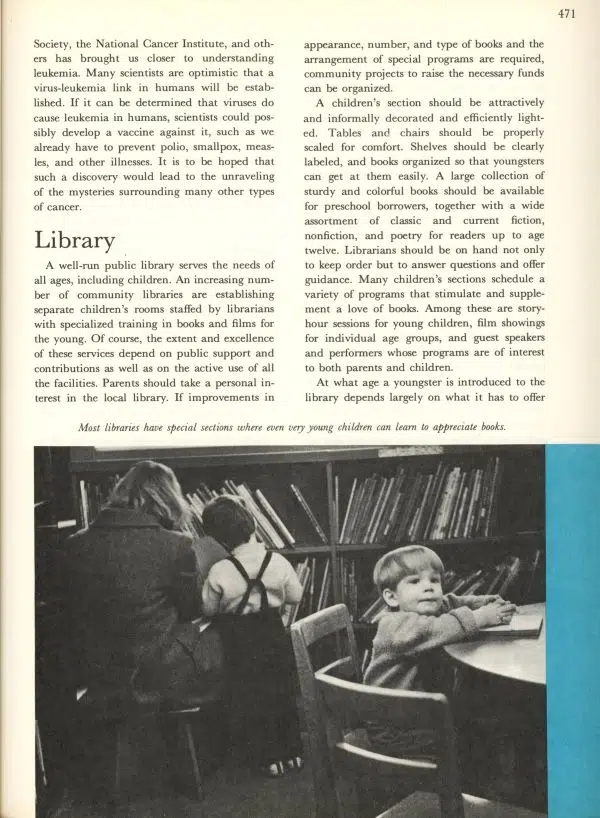 471
Society, the National Cancer Institute, and oth-
ers has brought us closer to understanding
leukemia. Many scientists are optimistic that a
virus-leukemia link in humans will be estab-
lished. If it can be determined that viruses do
cause leukemia in humans, scientists could pos-
sibly develop a vaccine against it, such as we
already have to prevent polio, smallpox, meas-
les, and other illnesses. It is to be hoped that
such a discovery would lead to the unraveling
of the mysteries surrounding many other types
of cancer.
Library
A well-run public library serves the needs of
all ages, including children. An increasing num-
ber of community libraries are establishing
separate children's rooms staffed by librarians
with specialized training in books and films for
the young. Of course, the extent and excellence
of these services depend on public support and
contributions as well as on the active use of all
the facilities. Parents should take a personal in-
terest in the local library. If improvements in
appearance, number, and type of books and the
arrangement of special programs are required,
community projects to raise the necessary funds
can be organized.
A children's section should be attractively
and informally decorated and efficiently light-
ed. Tables and chairs should be properly
scaled for comfort. Shelves should be clearly
labeled, and books organized so that youngsters
can get at them easily. A large collection of
sturdy and colorful books should be available
for preschool borrowers, together with a wide
assortment of classic and current fiction,
nonfiction, and poetry for readers up to age
twelve. Librarians should be on hand not only
to keep order but to answer questions and offer
guidance. Many children's sections schedule a
variety of programs that stimulate and supple-
ment a love of books. Among these are story-
hour sessions for young children, film showings
for individual age groups, and guest speakers
and performers whose programs are of interest
to both parents and children.
At what age a youngster is introduced to the
library depends largely on what it has to offer
Most libraries have special sections where even very young children can learn to appreciate books.